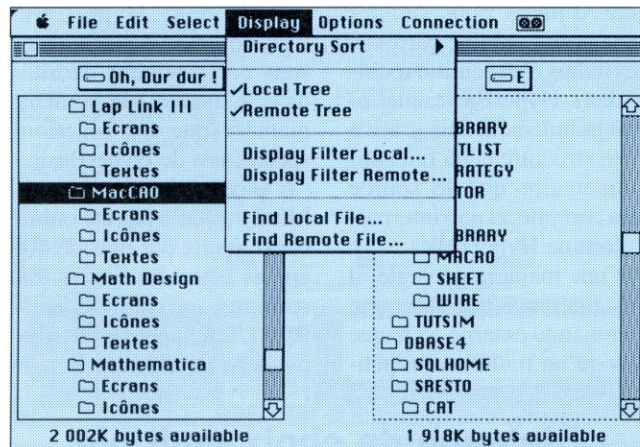 File Edit Select Display Options Connection
Directory Sort
Local Tree
Remote Tree
Display Filter Local...
Display Filter Remote...
Find Local File...
Find Remote File...
Oh, Dur dur !
Lap Link III
Ecrans
Icônes
Textes
MacCAO
Ecrans
Icônes
Textes
Math Design
Ecrans
Icônes
Textes
Mathematica
Ecrans
Icônes
2 002K bytes available
E
BRARY
TLIST
RATEGY
TOR
BRARY
MACRO
SHEET
WIRE
TUTSIM
DBASE4
SQLHOME
SRESTO
CAT
1 918K bytes available